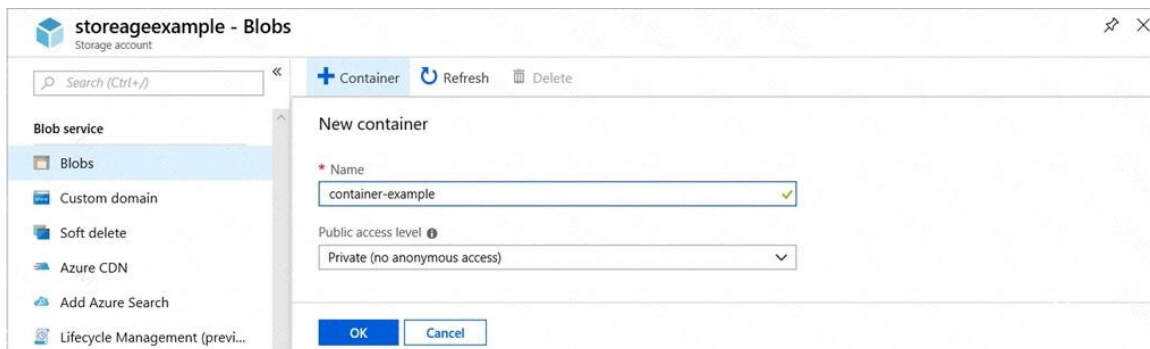 storeageexample - Blobs
Storage account
Search (Ctrl+/)
«
Container
Refresh
Delete
Blob service
Blobs
Custom domain
Soft delete
Azure CDN
Add Azure Search
Lifecycle Management (previ...
New container
* Name
container-example
Public access level
Private (no anonymous access)
OK
Cancel